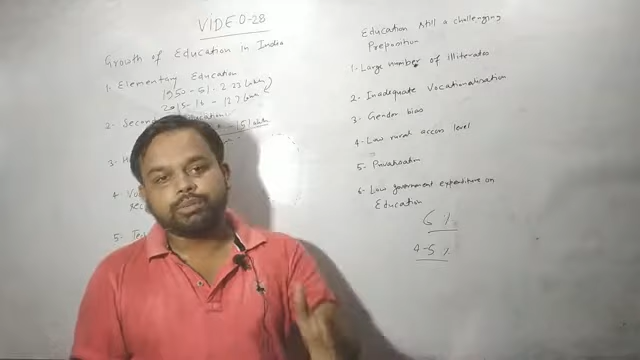 VIDEO-28
Growth of Education in India
1. Elementary Education
1950-51 - 2.23 lakh
2015-16 - 12.7 lakh
2. Secon
3. H
4. Vo
5. Tec
Education still a challenging
Preposition
1- Large number of illiterates
2. Inadequate Vocationalisation
3- Gender bias
4- Low rural access level
5- Privatisation
6- Low government expenditure on
Education
6 %
4-5 %